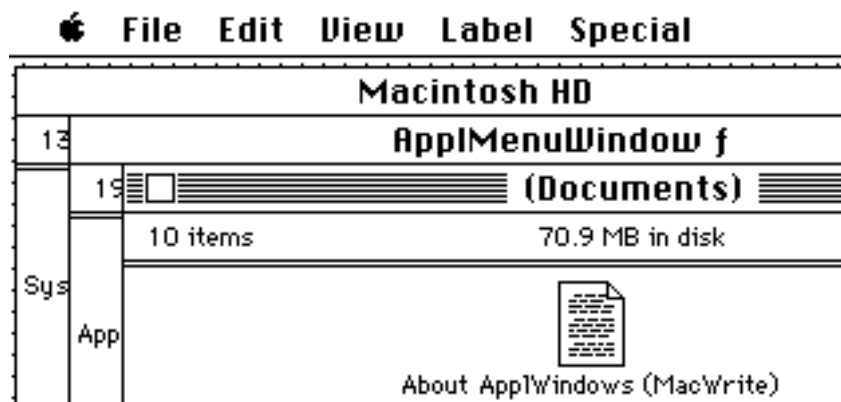 File Edit View Label Special
Macintosh HD
13
ApplMenuWindow ƒ
19
(Documents)
10 items 70.9 MB in disk
Sys
App
About ApplWindows (MacWrite)